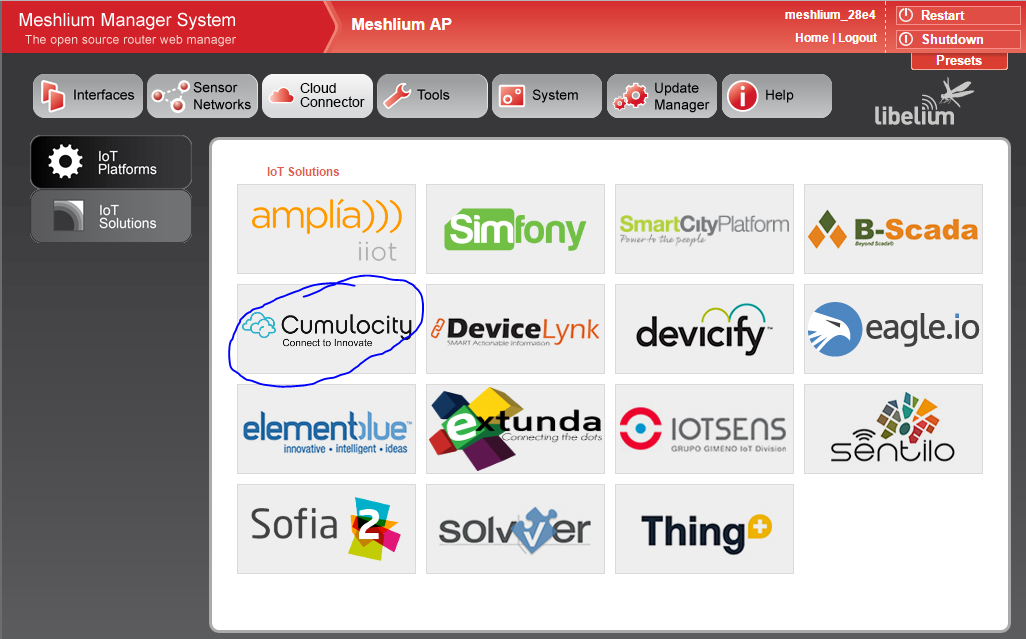 Meshlium Manager System
The open source router web manager
Meshlium AP
meshlium_28e4
Home | Logout
Restart
Shutdown
Presets
Interfaces
Sensor
Networks
Cloud
Connector
Tools
System
Update
Manager
Help
libelium
IoT
Platforms
IoT
Solutions
IoT Solutions
amplía)))
iiot
Simfony
SmartCityPlatform
Power to the people
B-Scada
Beyond Scada®
Cumulocity
Connect to Innovate
DeviceLynk
SMART Actionable Information
devicify™
eagle.io
elementblue™
innovative • intelligent • ideas
extunda
Connecting the dots
IOTSENS
GRUPO GIMENO IoT Division
sentilo
Sofia 2
solvver
Thing+